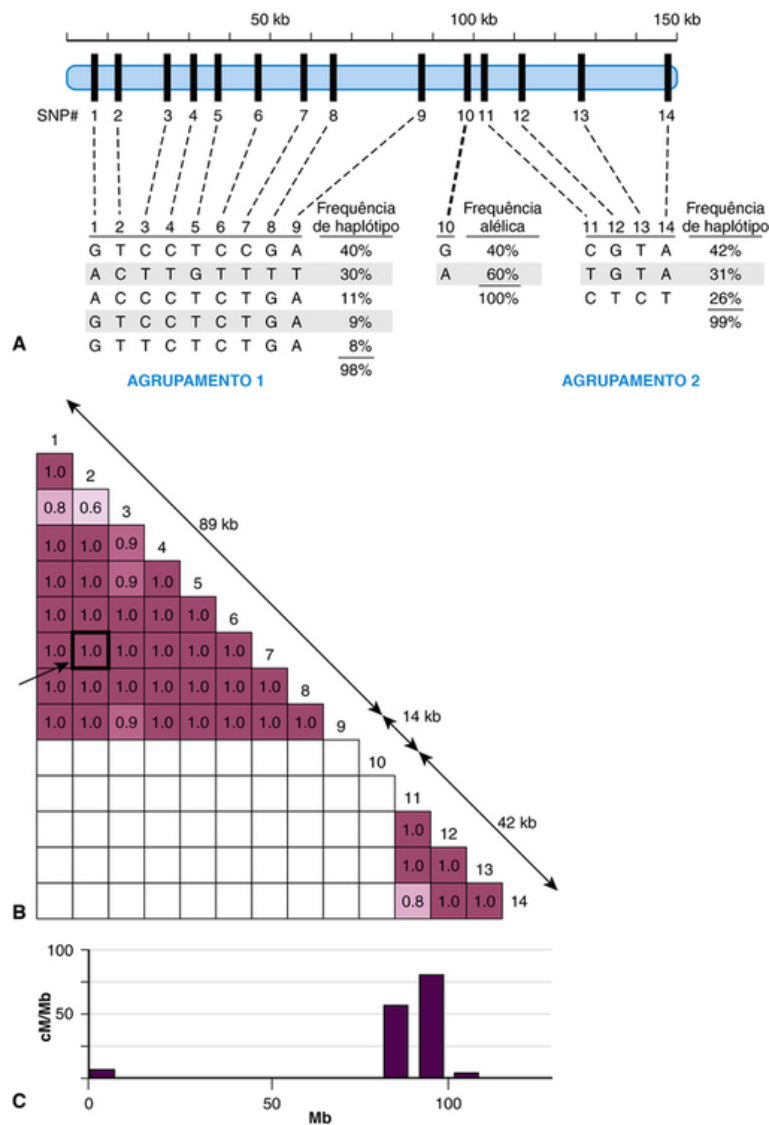 50 kb 100 kb 150 kb
SNP# 1 2 3 4 5 6 7 8 9 10 11 12 13 14
Frequência Frequência Frequência
1 2 3 4 5 6 7 8 9 de haplótipo 10 alélica 11 12 13 14 de haplótipo
G T C C T C C G A 40% G 40% C G T A 42%
A C T T G T T T T 30% A 60% T G T A 31%
A C C C T C T G A 11% 100% C T C T 26%
G T C C T C T G A 9% 99%
A G T T C T C T G A 8%
98%
AGRUPAMENTO 1 AGRUPAMENTO 2
1
1.0 2
0.8 0.6 3
89 kb
1.0 1.0 0.9 4
1.0 1.0 0.9 1.0 5
1.0 1.0 1.0 1.0 1.0 6
1.0 1.0 1.0 1.0 1.0 1.0 7
1.0 1.0 1.0 1.0 1.0 1.0 1.0 8
1.0 1.0 0.9 1.0 1.0 1.0 1.0 1.0 9 14 kb
10
11
1.0 12 42 kb
1.0 1.0 13
B 0.8 1.0 1.0 14
100
50
cM/Mb
C 0 50 100
Mb